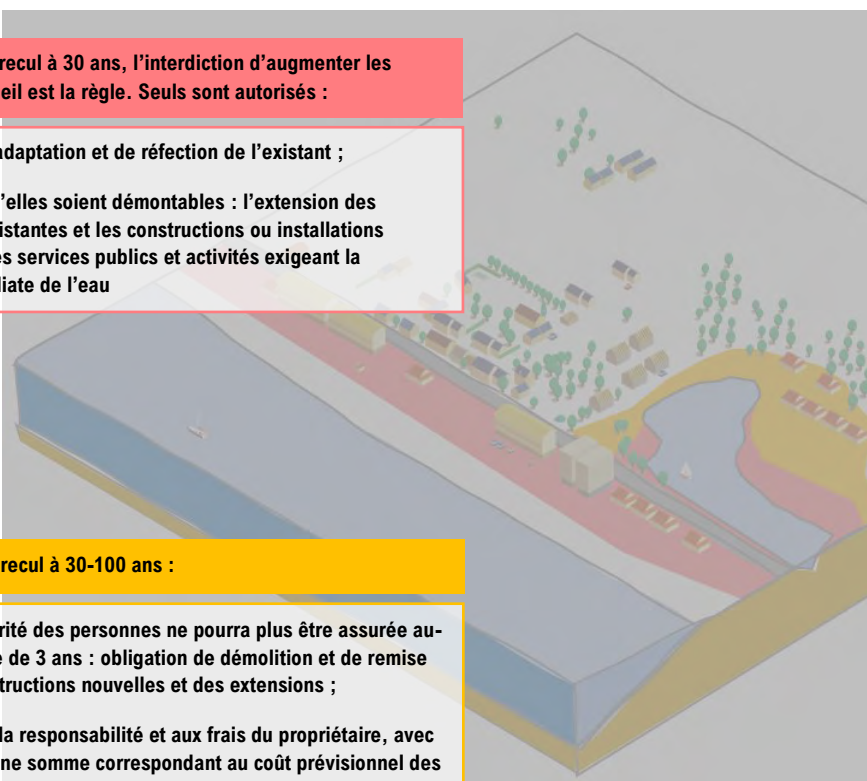 recul à 30 ans, l’interdiction d’augmenter les
eil est la règle. Seuls sont autorisés :
adaptation et de réfection de l’existant ;
’elles soient démontables : l’extension des
istantes et les constructions ou installations
es services publics et activités exigeant la
liate de l’eau
recul à 30-100 ans :
rité des personnes ne pourra plus être assurée au-
e de 3 ans : obligation de démolition et de remise
structions nouvelles et des extensions ;
la responsabilité et aux frais du propriétaire, avec
ne somme correspondant au coût prévisionnel des